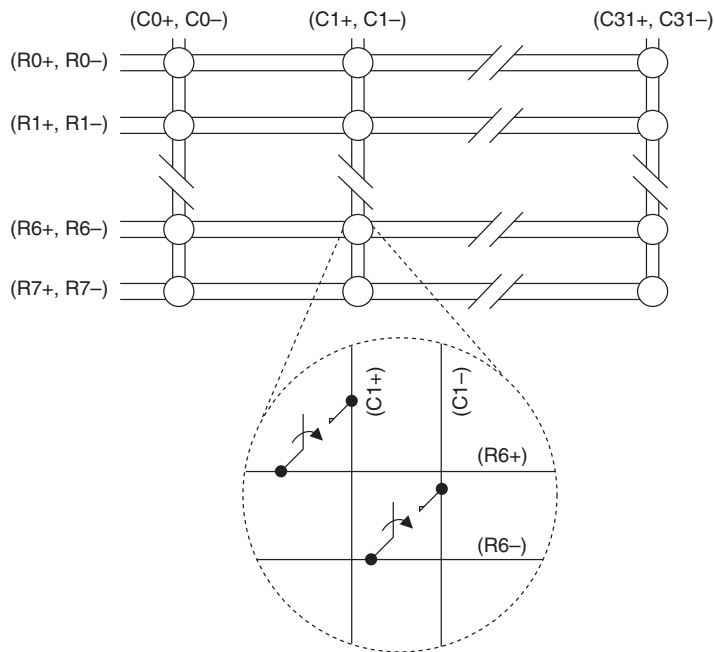 (C0+, C0–) (C1+, C1–) (C31+, C31–)
(R0+, R0–)
(R1+, R1–)
(R6+, R6–)
(R7+, R7–)
(C1+)
(C1–)
(R6+)
(R6–)